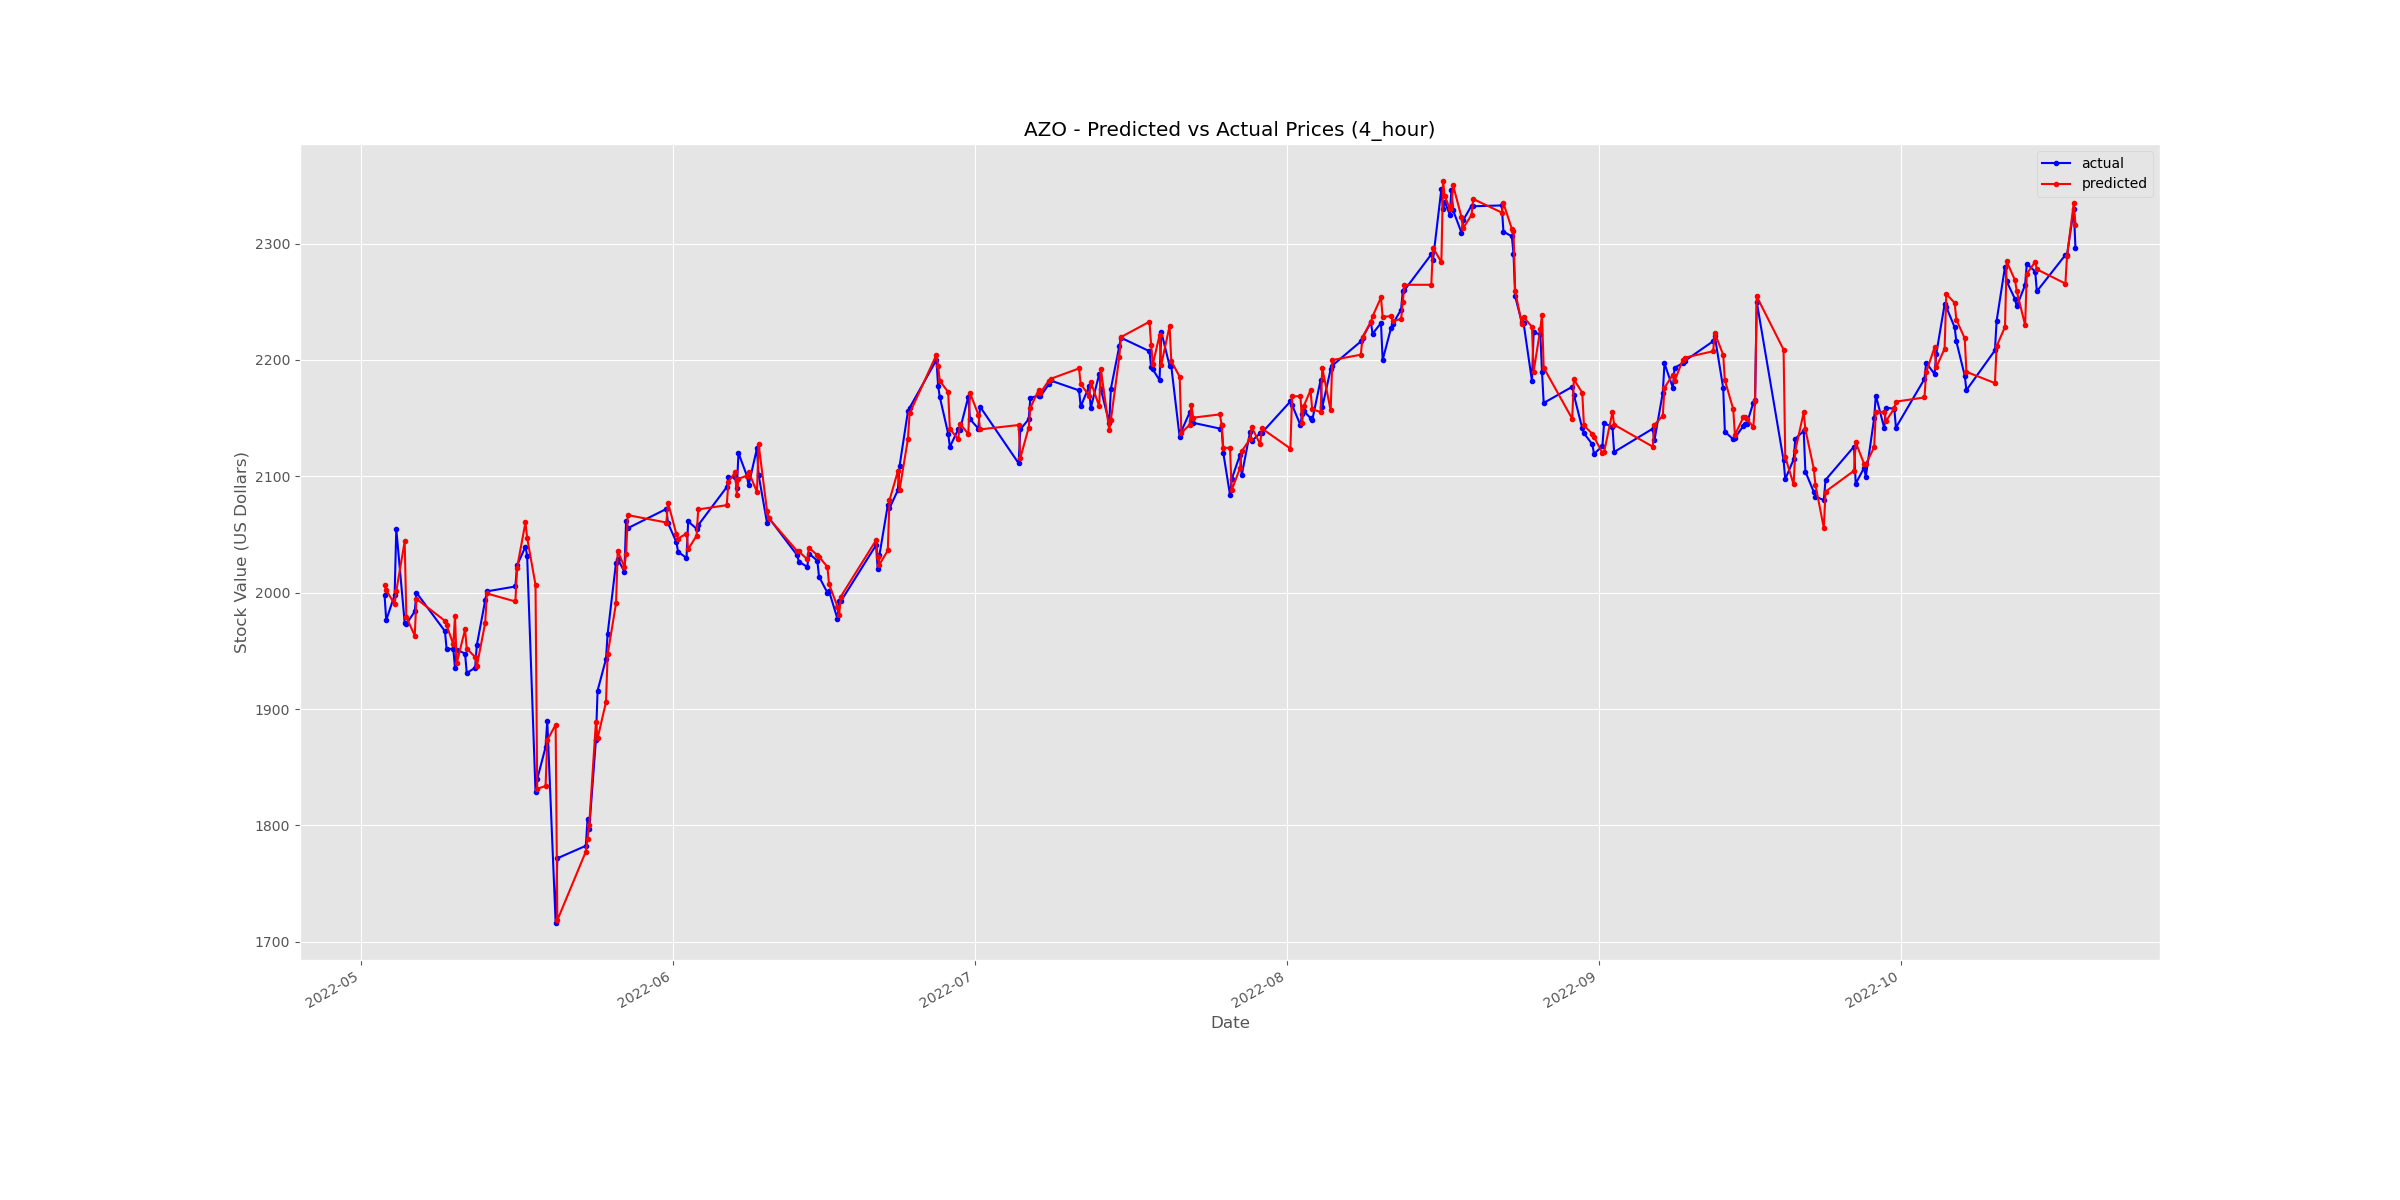 AZO - Predicted vs Actual Prices (4_hour)
actual
predicted
2300
2200
2100
2000
1900
1800
1700
Stock Value (US Dollars)
2022-05
2022-06
2022-07
2022-08
2022-09
2022-10
Date